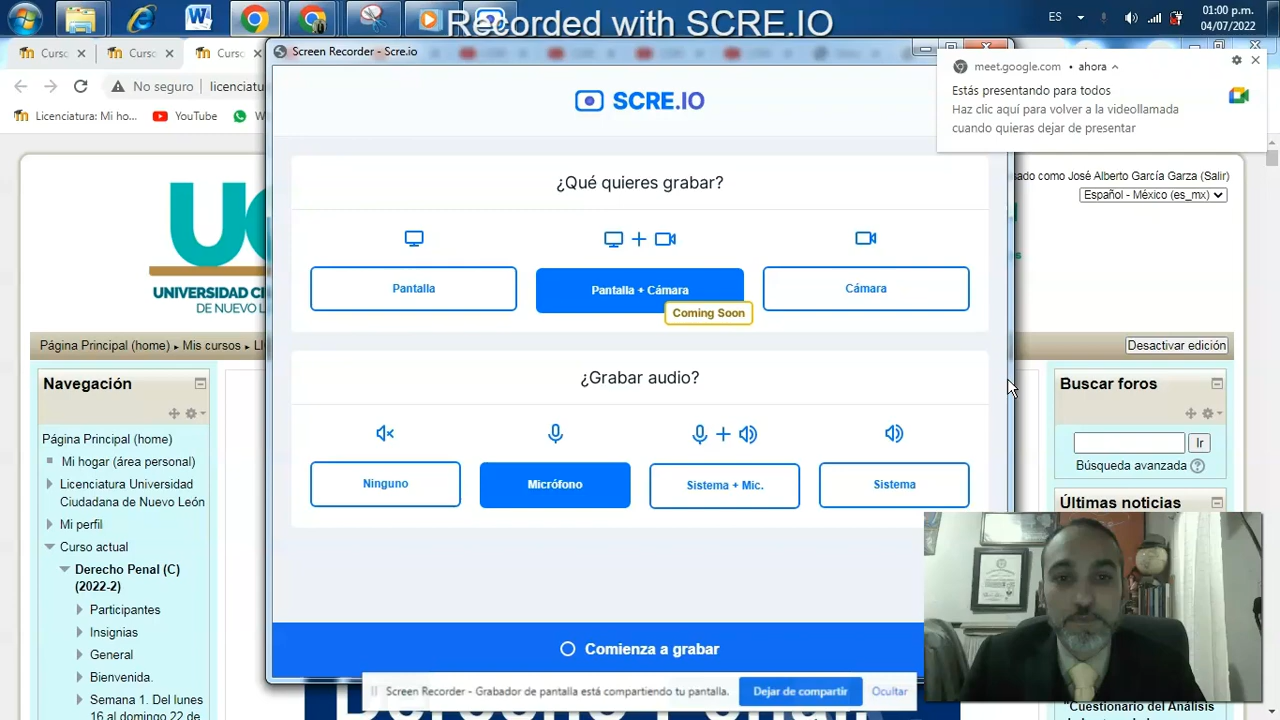 Recorded with SCRE.IO
ES
01:00 p.m.
04/07/2022
Curso
Curso
Curso
Screen Recorder - Scre.io
No seguro
licenciatu
Licenciatura: Mi ho...
YouTube
meet.google.com • ahora
Estás presentando para todos
Haz clic aquí para volver a la videollamada
cuando quieras dejar de presentar
SCRE.IO
¿Qué quieres grabar?
Pantalla
Pantalla + Cámara
Cámara
Coming Soon
¿Grabar audio?
Ninguno
Micrófono
Sistema + Mic.
Sistema
Comienza a grabar
Screen Recorder - Grabador de pantalla está compartiendo tu pantalla.
Dejar de compartir
Ocultar
ado como José Alberto García Garza (Salir)
Español - México (es_mx)
UNIVERSIDAD C
DE NUEVO L
Página Principal (home) ▸ Mis cursos ▸ LI
Desactivar edición
Navegación
Página Principal (home)
Mi hogar (área personal)
Licenciatura Universidad
Ciudadana de Nuevo León
Mi perfil
Curso actual
Derecho Penal (C)
(2022-2)
Participantes
Insignias
General
Bienvenida.
Semana 1. Del lunes
16 al domingo 22 de
Buscar foros
Ir
Búsqueda avanzada
Últimas noticias
"Cuestionario del Análisis